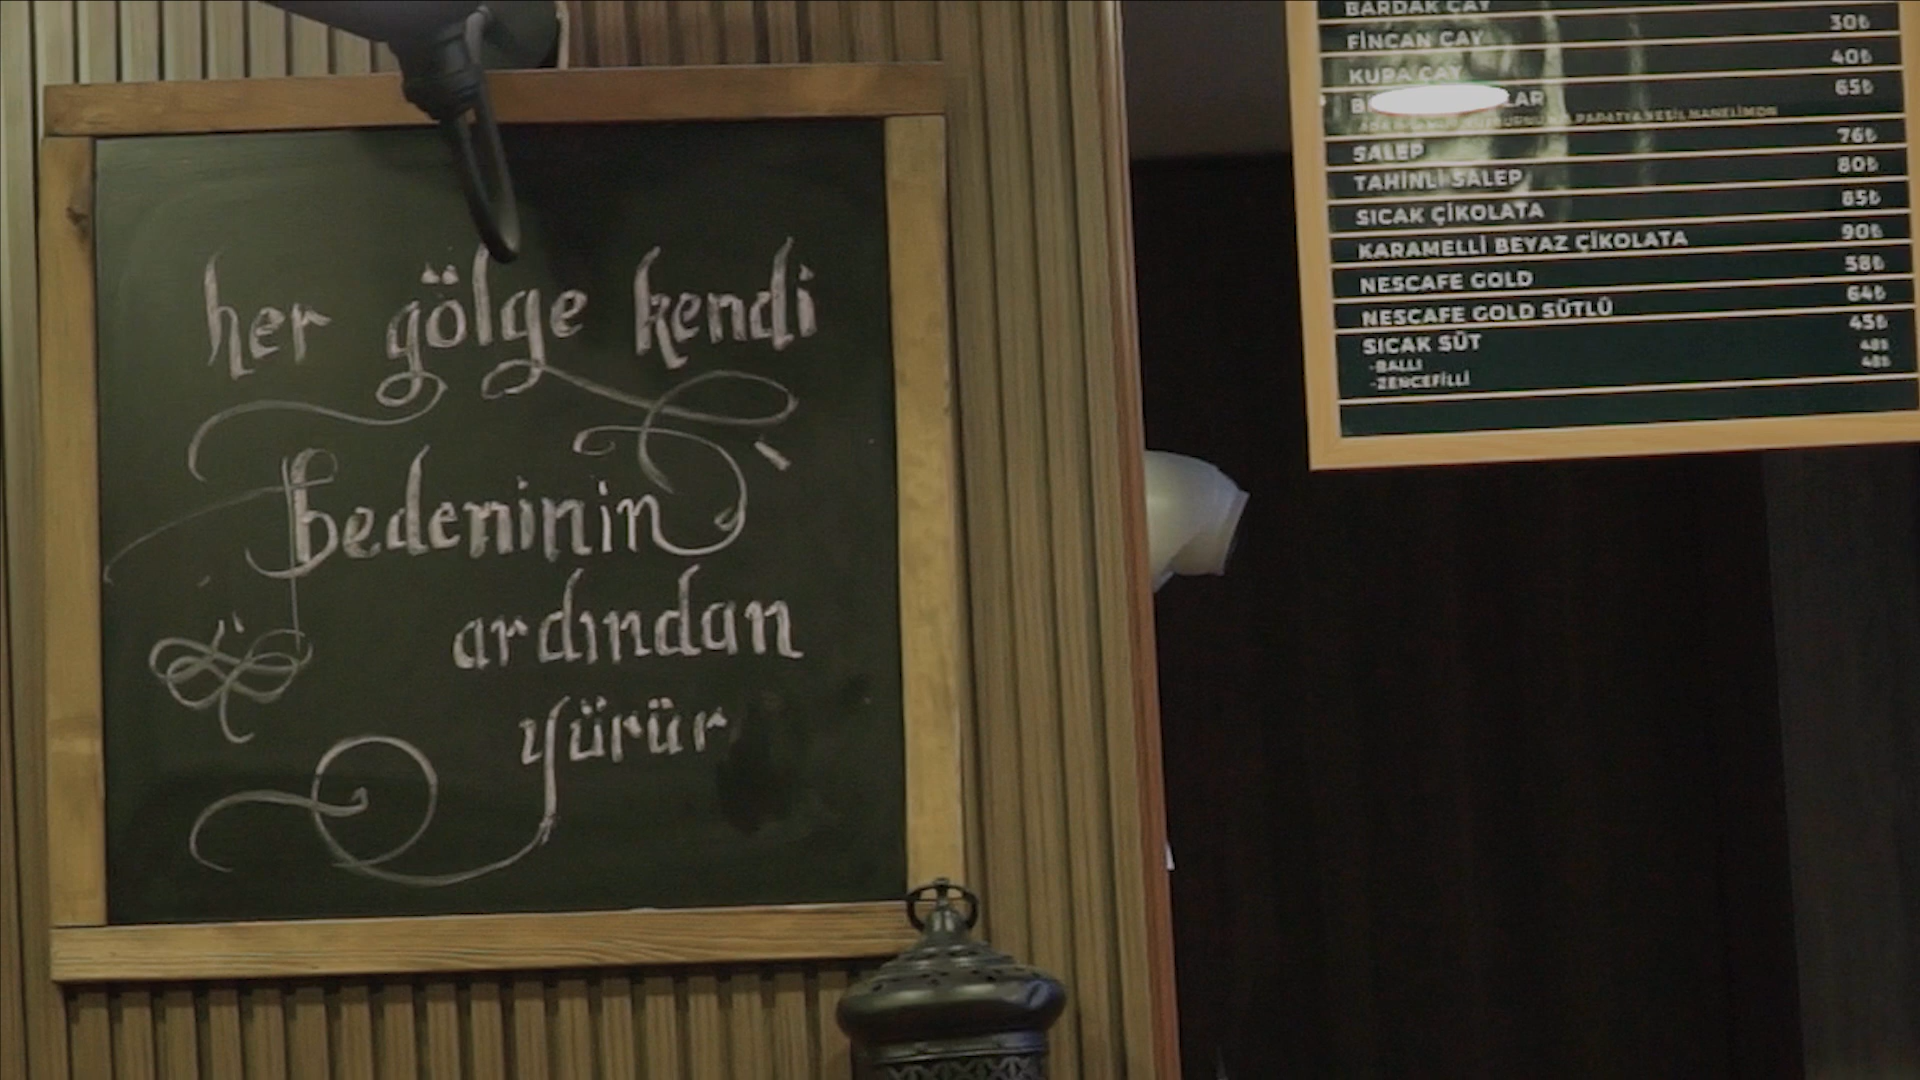 her gölge kendi
bedeninin
ardından
yürür
BARDAK ÇAY
FİNCAN ÇAY 30₺
KUPA ÇAY 40₺
LAR 65₺
PAPATYA YEŞİL NANELİMON
SALEP 76₺
TAHİNLİ SALEP 80₺
SICAK ÇİKOLATA 85₺
KARAMELLİ BEYAZ ÇİKOLATA 90₺
NESCAFE GOLD 58₺
NESCAFE GOLD SÜTLÜ 64₺
SICAK SÜT 45₺
-BALLI 48₺
-ZENCEFİLLİ 48₺